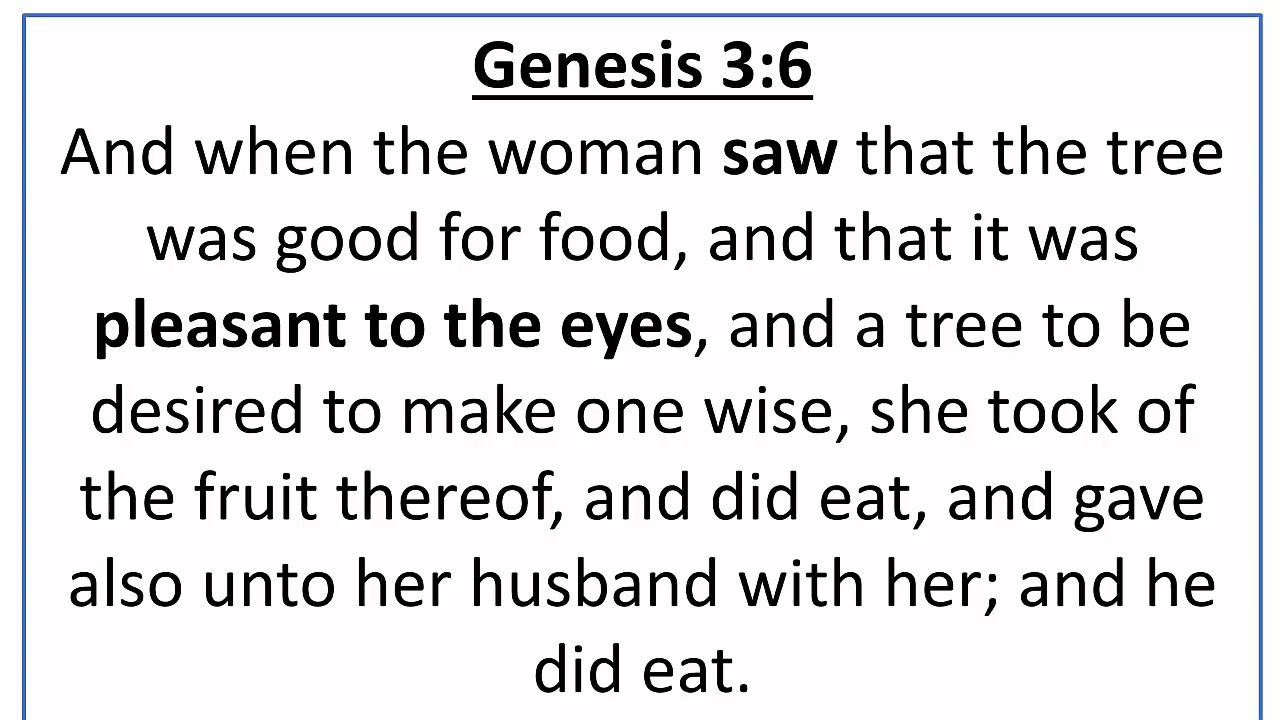 Genesis 3:6
And when the woman saw that the tree
was good for food, and that it was
pleasant to the eyes, and a tree to be
desired to make one wise, she took of
the fruit thereof, and did eat, and gave
also unto her husband with her; and he
did eat.